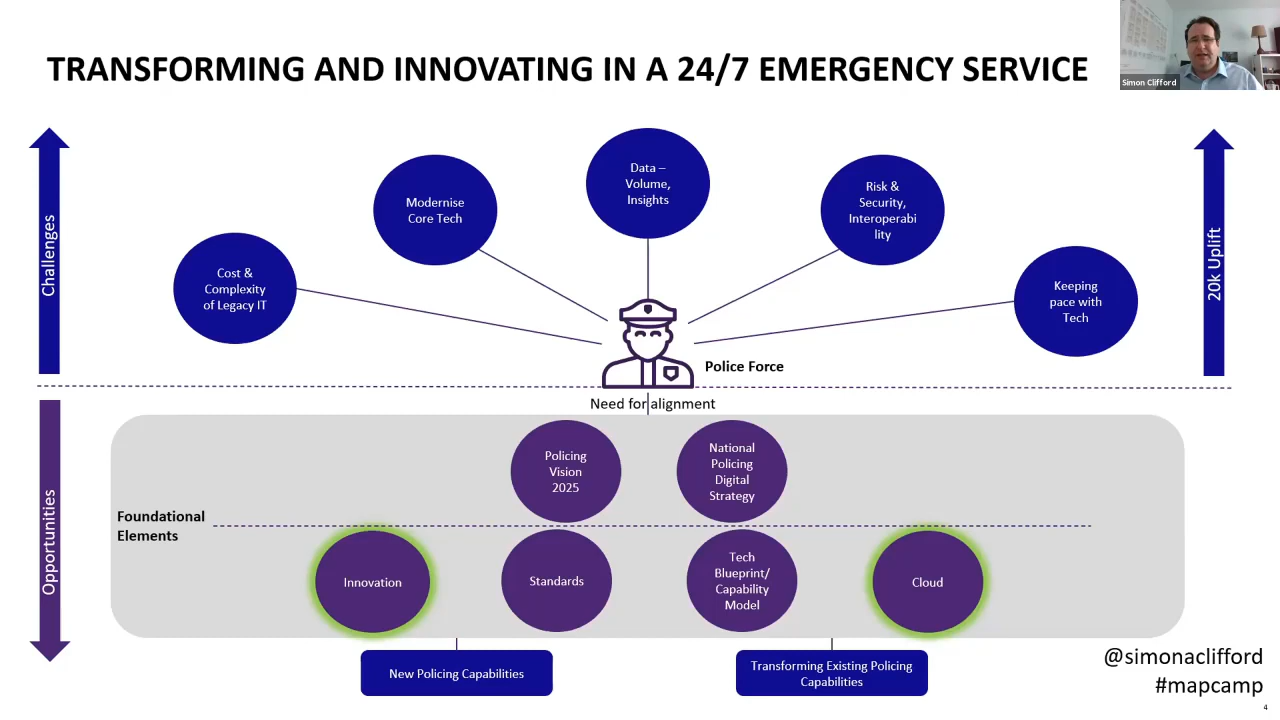 TRANSFORMING AND INNOVATING IN A 24/7 EMERGENCY SERVICE
Simon Clifford
Challenges
20k Uplift
Cost &
Complexity
of Legacy IT
Modernise
Core Tech
Data –
Volume,
Insights
Risk &
Security,
Interoperabi
lity
Keeping
pace with
Tech
Police Force
Need for alignment
Opportunities
Policing
Vision
2025
National
Policing
Digital
Strategy
Foundational
Elements
Innovation
Standards
Tech
Blueprint/
Capability
Model
Cloud
New Policing Capabilities
Transforming Existing Policing
Capabilities
@simonaclifford
#mapcamp
4